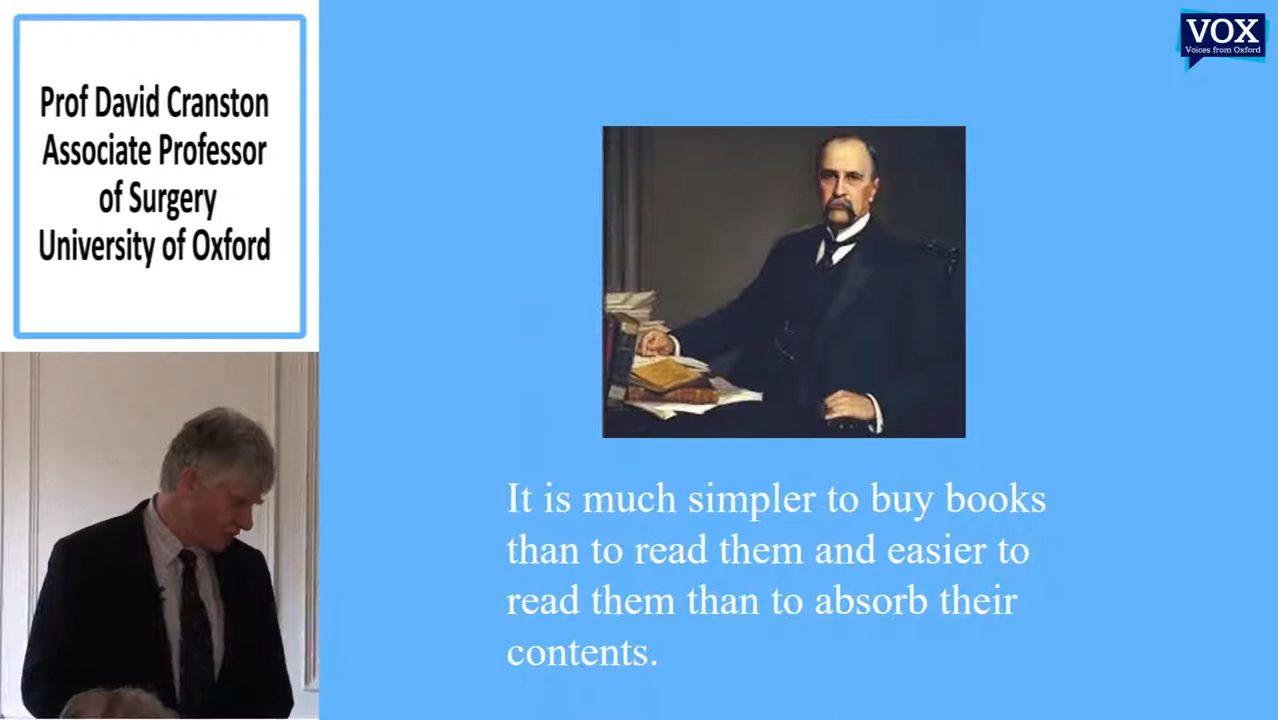 Prof David Cranston
Associate Professor
of Surgery
University of Oxford
VOX
Voices from Oxford
It is much simpler to buy books
than to read them and easier to
read them than to absorb their
contents.